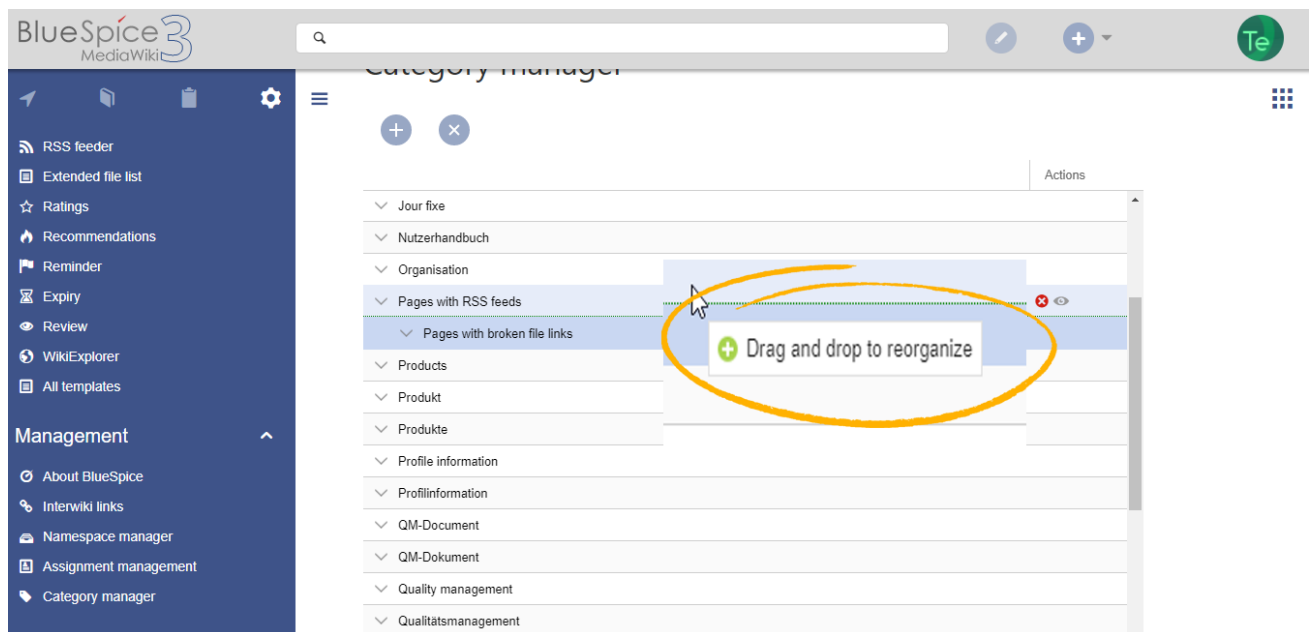 BlueSpice 3
MediaWiki
Te
Category manager
RSS feeder
Extended file list
Ratings
Recommendations
Reminder
Expiry
Review
WikiExplorer
All templates
Management
About BlueSpice
Interwiki links
Namespace manager
Assignment management
Category manager
Actions
Jour fixe
Nutzerhandbuch
Organisation
Pages with RSS feeds
Pages with broken file links
Drag and drop to reorganize
Products
Produkt
Produkte
Profile information
Profilinformation
QM-Document
QM-Dokument
Quality management
Qualitätsmanagement